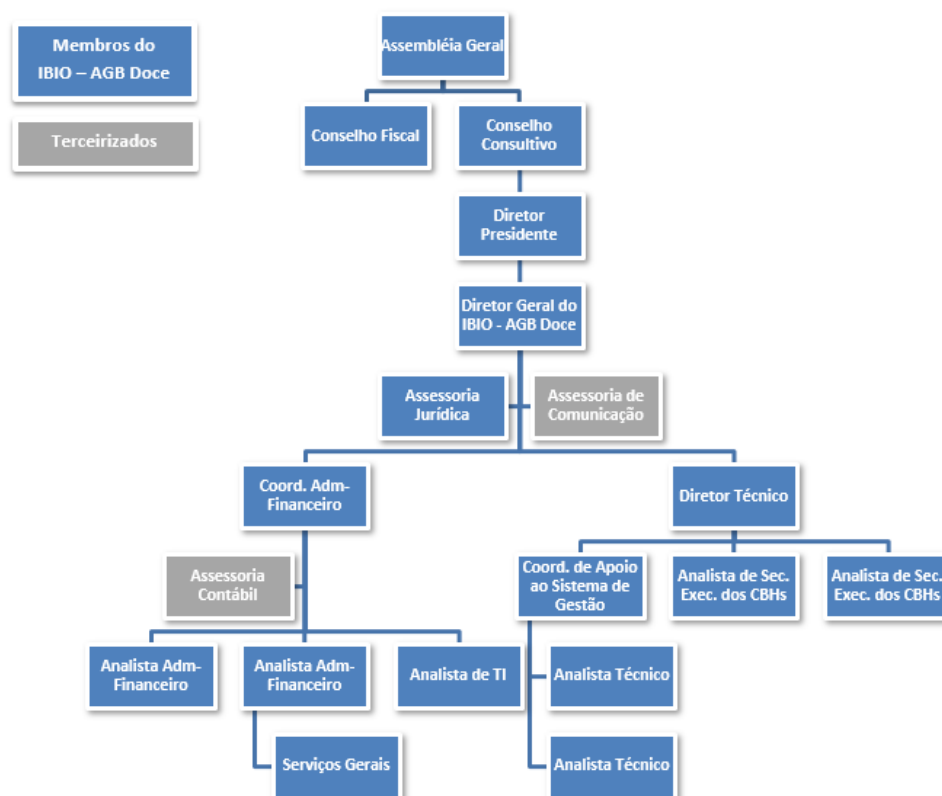 Membros do
IBIO – AGB Doce
Terceirizados
Assembléia Geral
Conselho Fiscal
Conselho
Consultivo
Diretor
Presidente
Diretor Geral do
IBIO - AGB Doce
Assessoria
Jurídica
Assessoria de
Comunicação
Coord. Adm-
Financeiro
Diretor Técnico
Assessoria
Contábil
Coord. de Apoio
ao Sistema de
Gestão
Analista de Sec.
Exec. dos CBHs
Analista de Sec.
Exec. dos CBHs
Analista Adm-
Financeiro
Analista Adm-
Financeiro
Analista de TI
Analista Técnico
Serviços Gerais
Analista Técnico